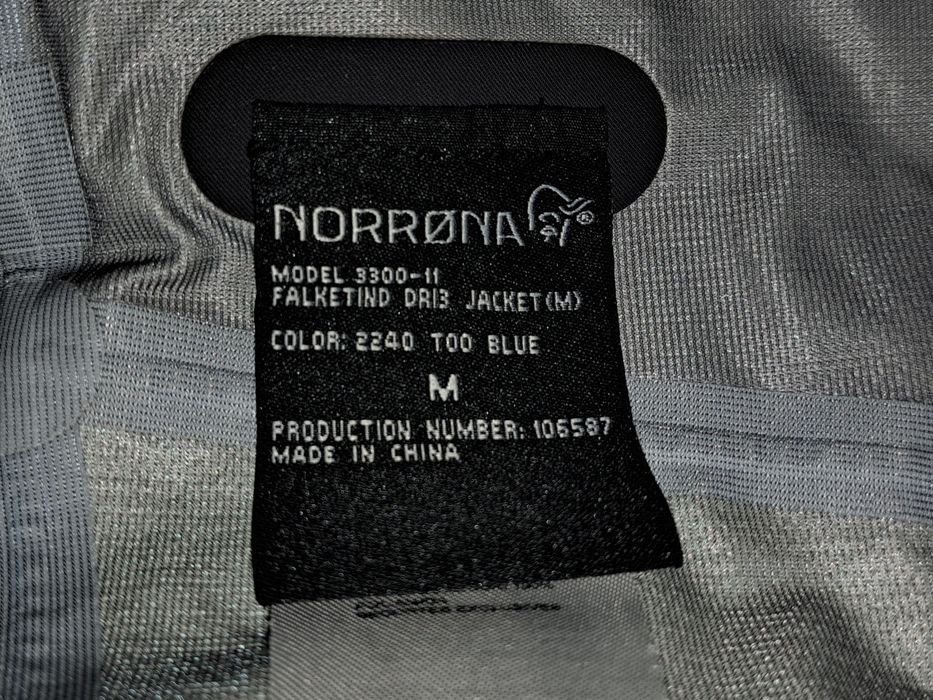 NORRØNA ®
MODEL 3300-11
FALKETIND DRI3 JACKET(M)
COLOR: 2240 TOO BLUE
M
PRODUCTION NUMBER: 106587
MADE IN CHINA